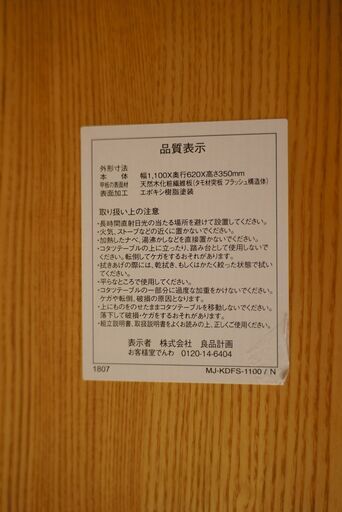 品質表示
外形寸法
本　体　幅1,100X奥行620X高さ350mm
甲板の表面材　天然木化粧繊維板(タモ材突板 フラッシュ構造体)
表面加工　エポキシ樹脂塗装
取り扱い上の注意
・長時間直射日光の当たる場所を避けて設置してください。
・火気、ストーブなどの近くに置かないでください。
・加熱したナベ、湯沸かしなどを直接置かないでください。
・コタツテーブルの上に立ったり、踏み台として使用しないで
ください。転倒してケガをするおそれがあります。
・拭きあげの際には、乾拭き、もしくはかたく絞った状態で拭い
てください。
・平らなところで使用してください。
・コタツテーブルの一部分に過度な加重をかけないでください。
ケガや転倒、破損の原因となります。
・上にものをのせたままコタツテーブルを移動しないでください。
落下して破損・ケガをするおそれがあります。
・組立説明書、取扱説明書をよくお読みの上、正しくご使用ください。
表示者　株式会社　良品計画
お客様室でんわ　0120-14-6404
1807　MJ-KDFS-1100 / N